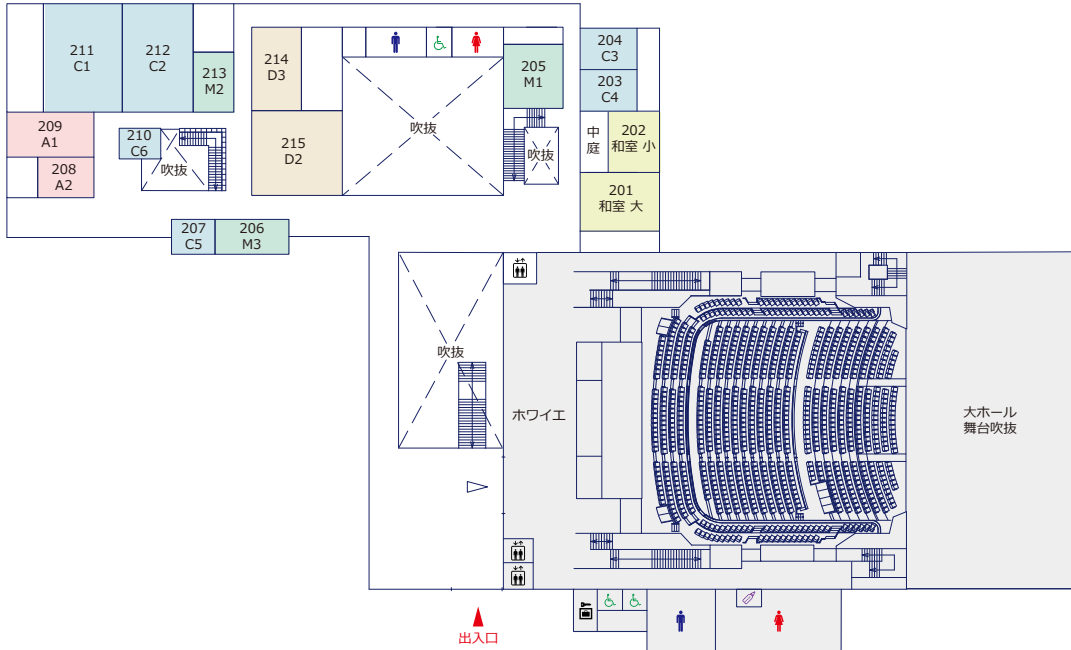 211
C1
212
C2
213
M2
214
D3
205
M1
204
C3
203
C4
吹抜
209
A1
210
C6
215
D2
吹抜
中庭
202
和室 小
208
A2
吹抜
201
和室 大
207
C5
206
M3
吹抜
ホワイエ
大ホール
舞台吹抜
出入口